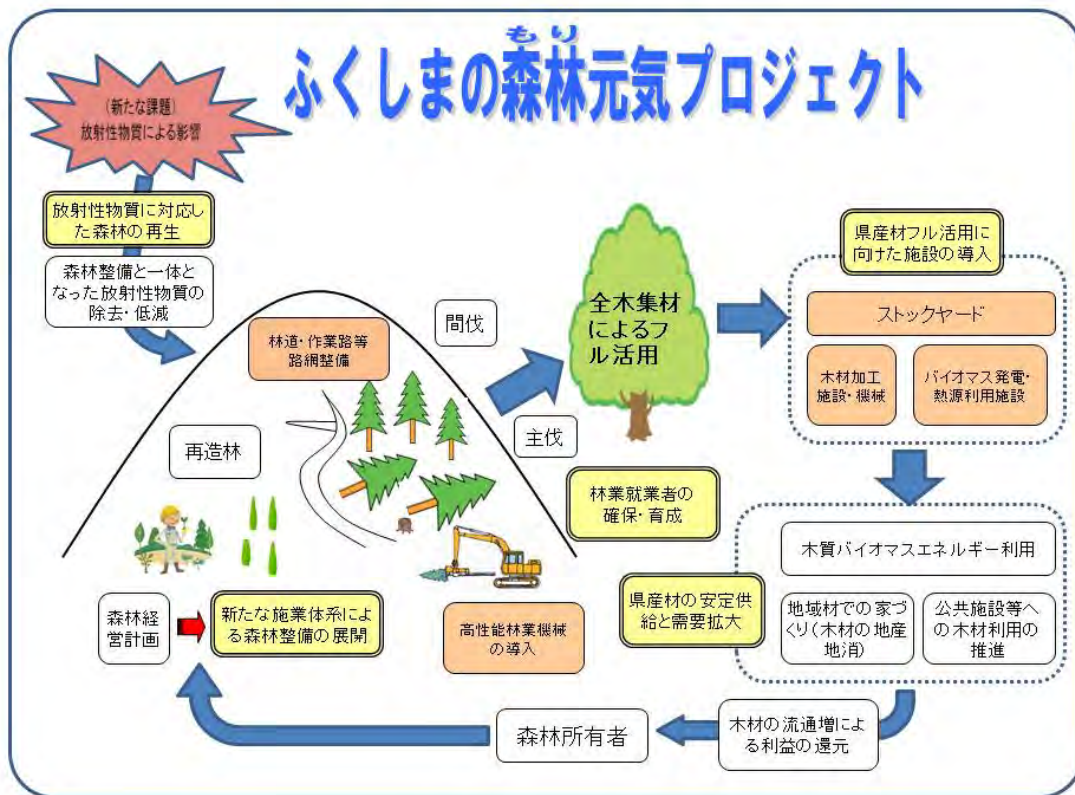 もり
ふくしまの森林元気プロジェクト
(新たな課題)
放射性物質による影響
放射性物質に対応し
た森林の再生
森林整備と一体と
なった放射性物質の
除去・低減
林道・作業路等
路網整備
間伐
主伐
再造林
全木集材
によるフ
ル活用
県産材フル活用に
向けた施設の導入
ストックヤード
木材加工
施設・機械
バイオマス発電・
熱源利用施設
林業就業者の
確保・育成
県産材の安定供
給と需要拡大
木質バイオマスエネルギー利用
地域材での家づ
くり(木材の地産
地消)
公共施設等へ
の木材利用の
推進
森林経
営計画
新たな施業体系によ
る森林整備の展開
高性能林業機械
の導入
森林所有者
木材の流通増によ
る利益の還元